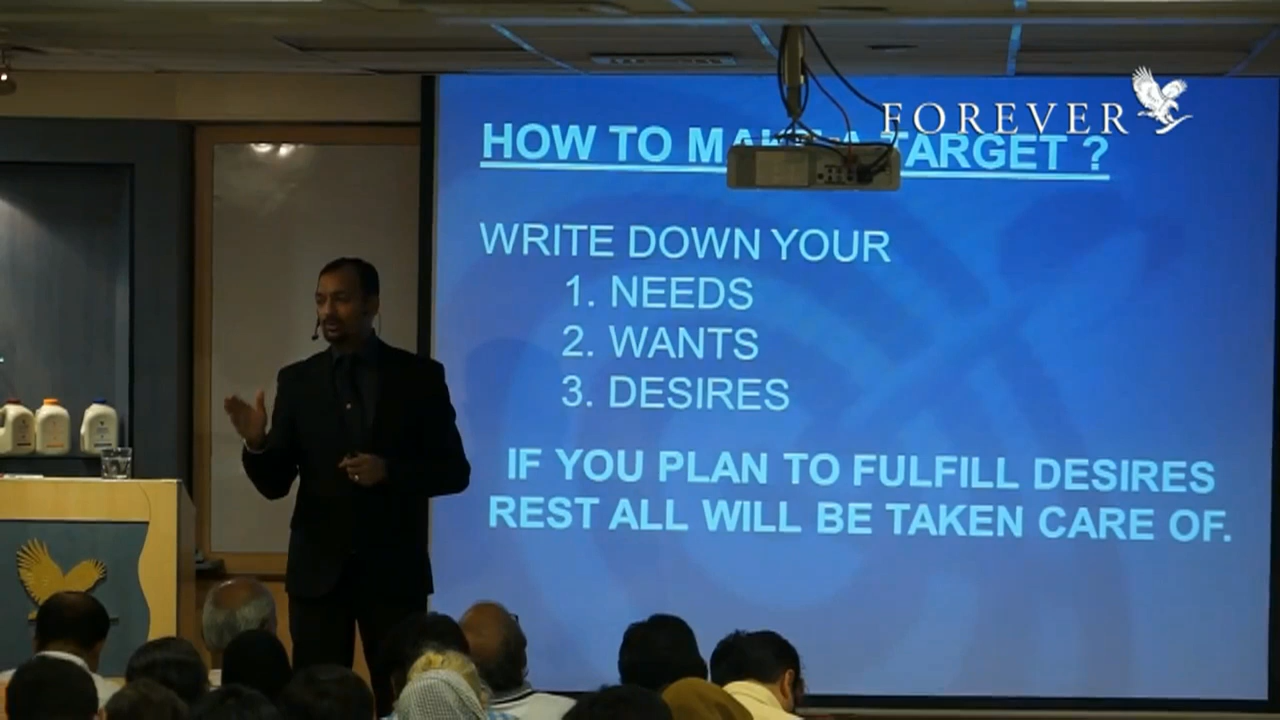 FOREVER
HOW TO MAKE A TARGET ?
WRITE DOWN YOUR
1. NEEDS
2. WANTS
3. DESIRES
IF YOU PLAN TO FULFILL DESIRES
REST ALL WILL BE TAKEN CARE OF.